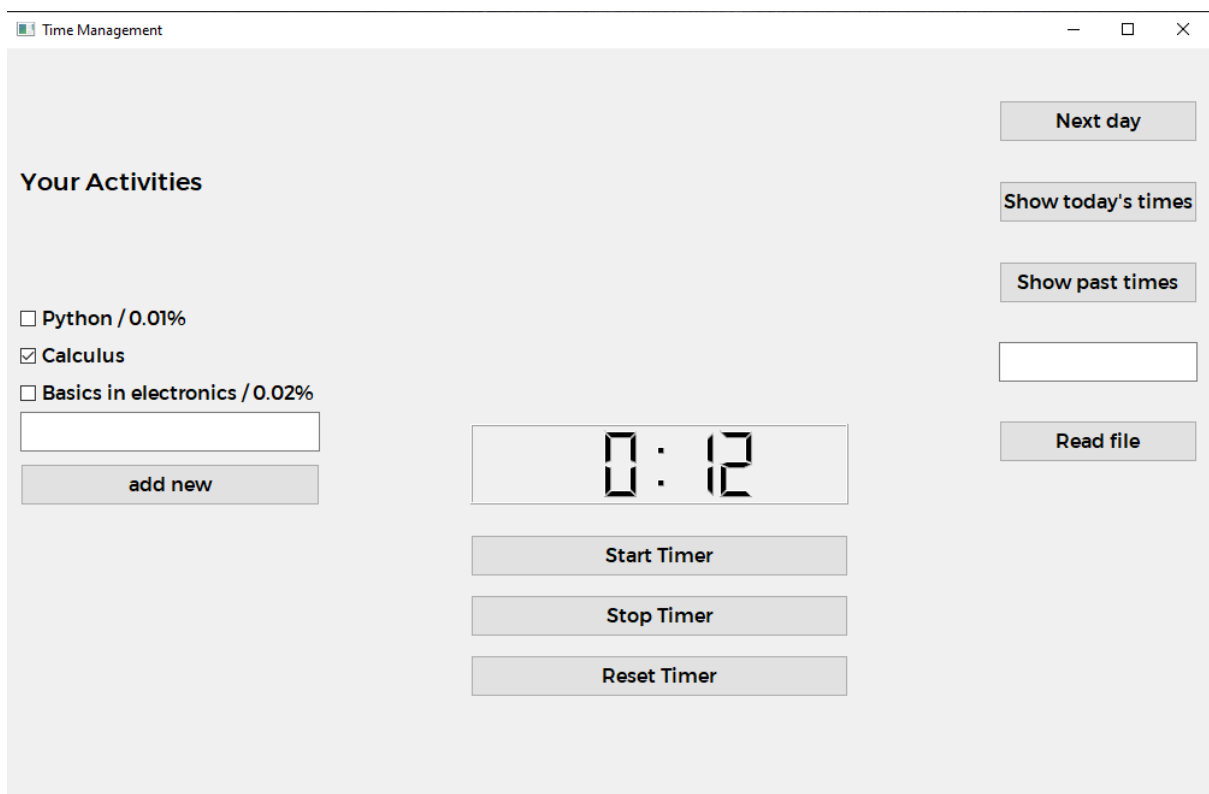 Time Management
Next day
Your Activities
Show today's times
Show past times
Python / 0.01%
Calculus
Basics in electronics / 0.02%
add new
0:12
Read file
Start Timer
Stop Timer
Reset Timer